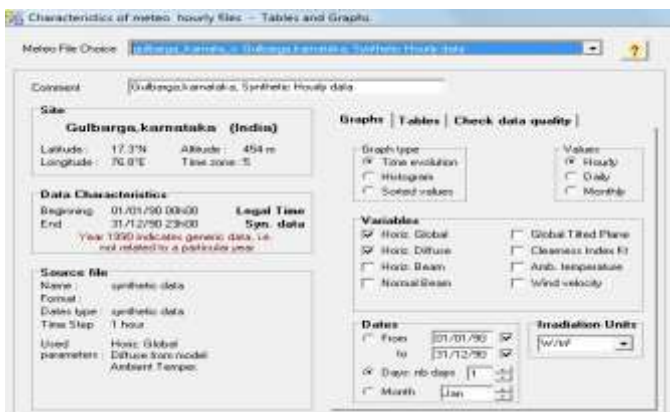 Characteristics of meteo hourly files - Tables and Graphs
Meteo File Choice gulbarga, Karnata_c Gulbarga,karnataka, Synthetic Hourly data
?
Comment Gulbarga,karnataka, Synthetic Hourly data
Site
Gulbarga,karnataka (India)
Latitude : 17.3°N Altitude : 454 m
Longitude : 76.8°E Time zone : 5
Data Characteristics
Beginning 01/01/90 00h00 Legal Time
End 31/12/90 23h00 Syn. data
Year 1990 indicates generic data, i.e.
not related to a particular year
Source file
Name : synthetic data
Format :
Dates type : synthetic data
Time Step 1 hour
Used Horiz. Global
parameters : Diffuse from model
Ambient Temper.
Graphs Tables Check data quality
Graph type
Time evolution
Histogram
Sorted values
Values
Hourly
Daily
Monthly
Variables
Horiz. Global
Horiz. Diffuse
Horiz. Beam
Normal Beam
Global Tilted Plane
Clearness Index Kt
Amb. temperature
Wind velocity
Dates
From 01/01/90
to 31/12/90
Days: nb days 1
Month Jan
Irradiation Units
W/m²